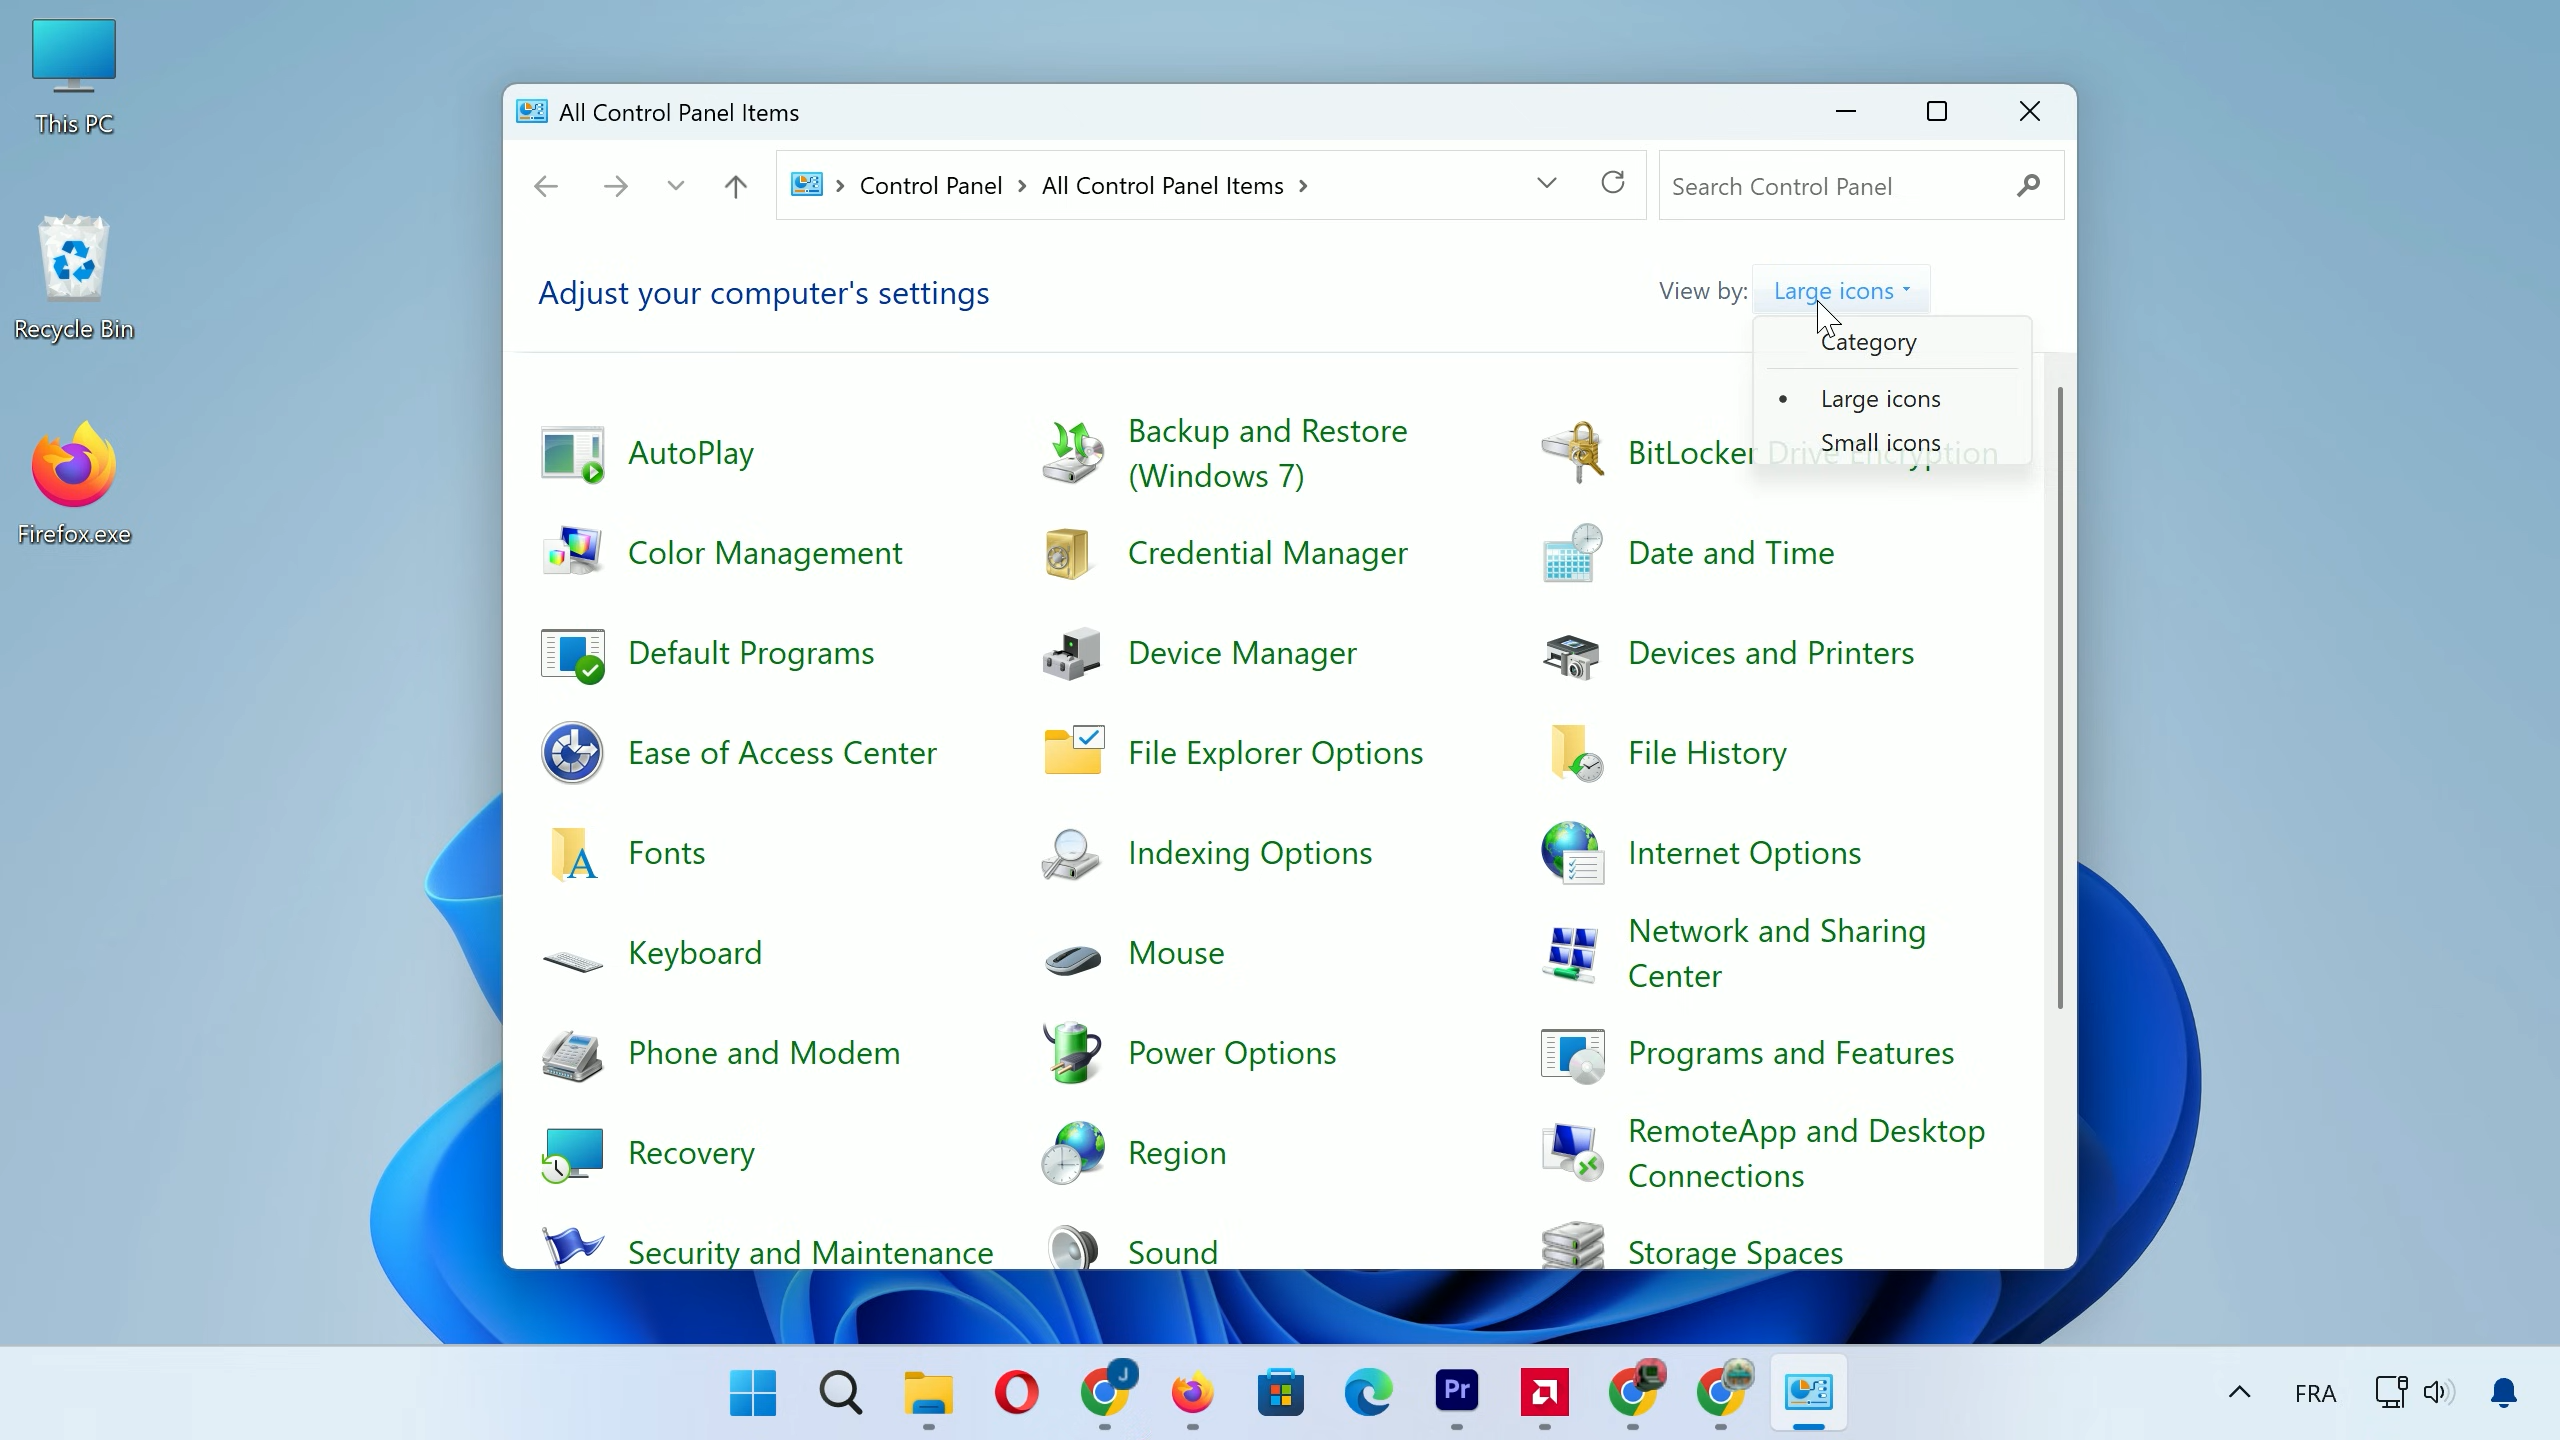 This PC
Recycle Bin
Firefox.exe
All Control Panel Items
Control Panel
All Control Panel Items
Search Control Panel
Adjust your computer's settings
View by: Large icons
Category
Large icons
Small icons
AutoPlay
Backup and Restore
(Windows 7)
BitLocker Drive Encryption
Color Management
Credential Manager
Date and Time
Default Programs
Device Manager
Devices and Printers
Ease of Access Center
File Explorer Options
File History
Fonts
Indexing Options
Internet Options
Keyboard
Mouse
Network and Sharing
Center
Phone and Modem
Power Options
Programs and Features
Recovery
Region
RemoteApp and Desktop
Connections
Security and Maintenance
Sound
Storage Spaces
J
Pr
FRA